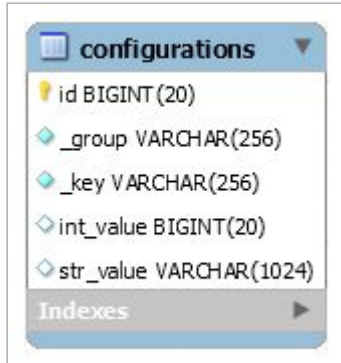 configurations
id BIGINT(20)
_group VARCHAR(256)
_key VARCHAR(256)
int_value BIGINT(20)
str_value VARCHAR(1024)
Indexes